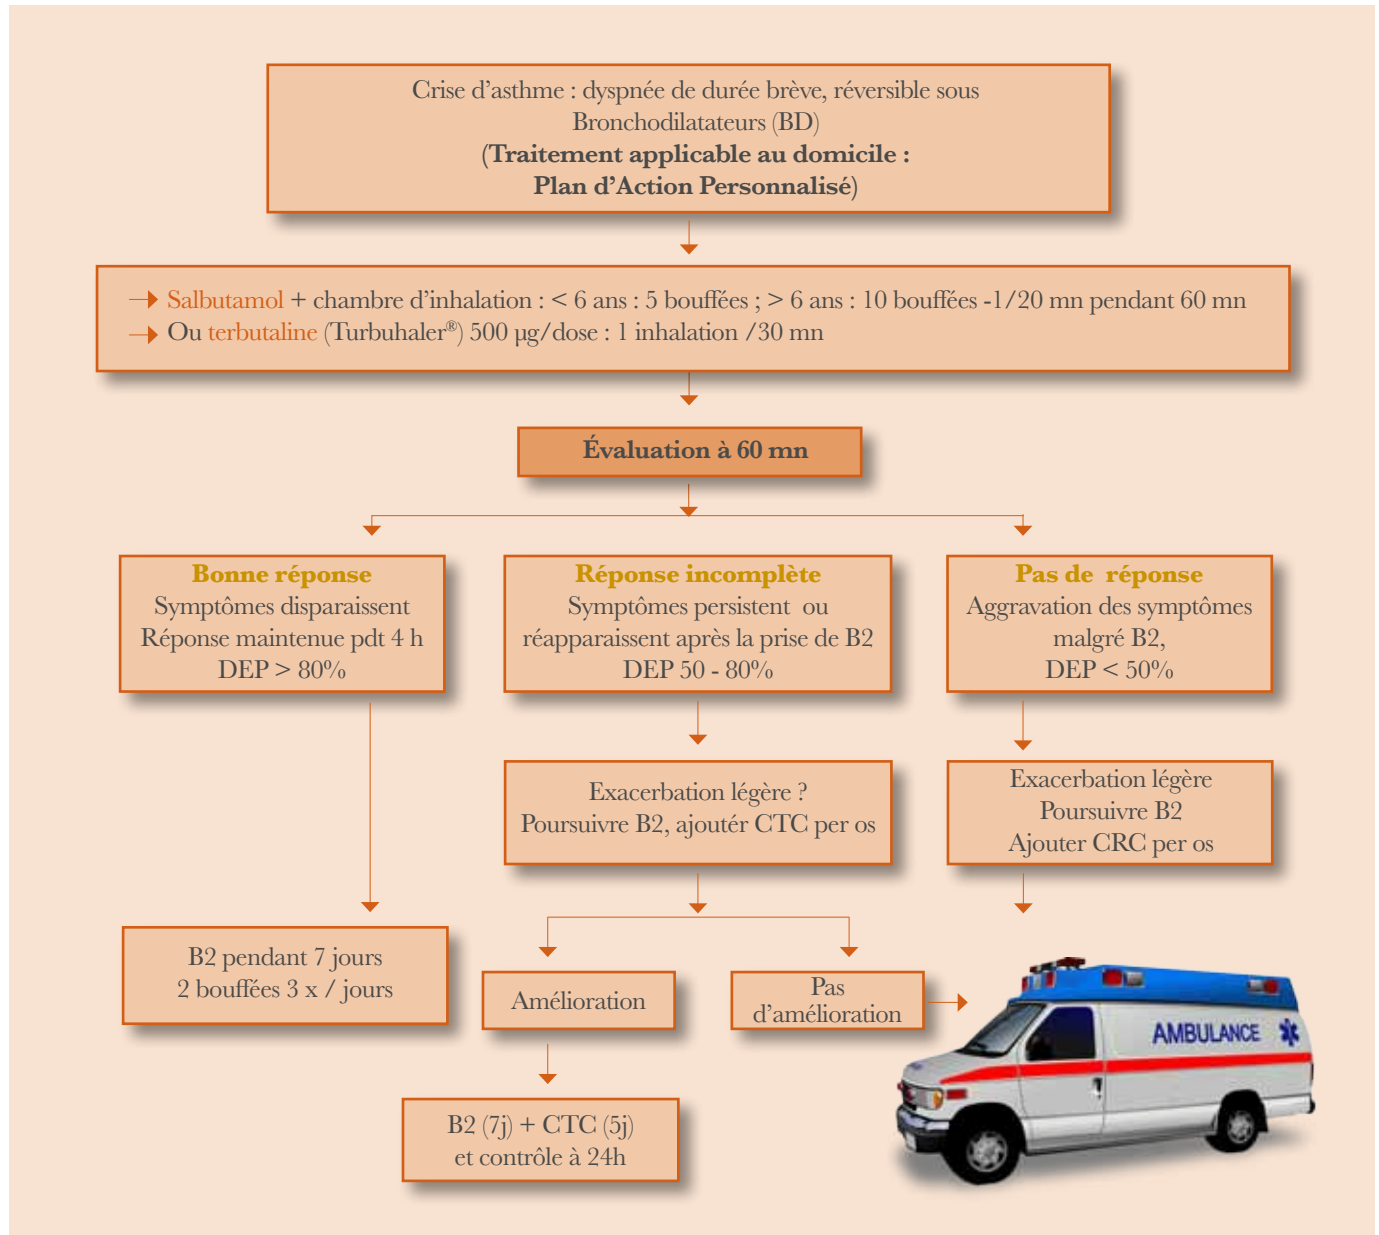 Crise d'asthme : dyspnée de durée brève, réversible sous
Bronchodilatateurs (BD)
(Traitement applicable au domicile :
Plan d'Action Personnalisé)
Salbutamol + chambre d'inhalation : < 6 ans : 5 bouffées ; > 6 ans : 10 bouffées -1/20 mn pendant 60 mn
Ou terbutaline (Turbuhaler®) 500 µg/dose : 1 inhalation /30 mn
Évaluation à 60 mn
Bonne réponse
Symptômes disparaissent
Réponse maintenue pdt 4 h
DEP > 80%
Réponse incomplète
Symptômes persistent ou
réapparaissent après la prise de B2
DEP 50 - 80%
Pas de réponse
Aggravation des symptômes
malgré B2,
DEP < 50%
Exacerbation légère ?
Poursuivre B2, ajoutér CTC per os
Exacerbation légère
Poursuivre B2
Ajouter CRC per os
B2 pendant 7 jours
2 bouffées 3 x / jours
Amélioration
Pas
d'amélioration
B2 (7j) + CTC (5j)
et contrôle à 24h
AMBULANCE